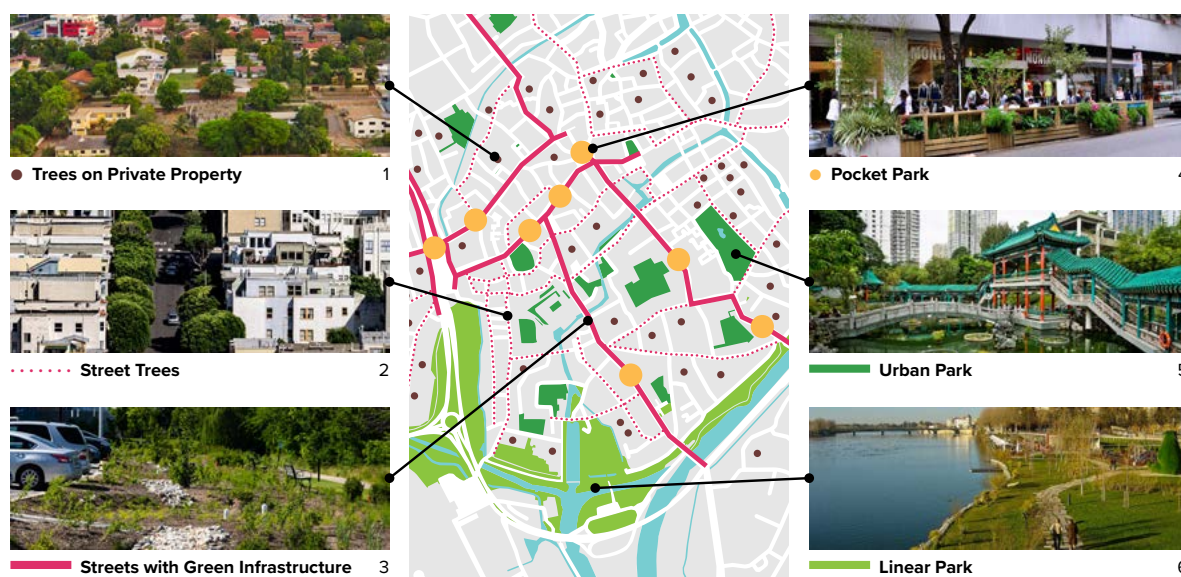 Trees on Private Property 1
Street Trees 2
Streets with Green Infrastructure 3
Pocket Park
Urban Park
Linear Park